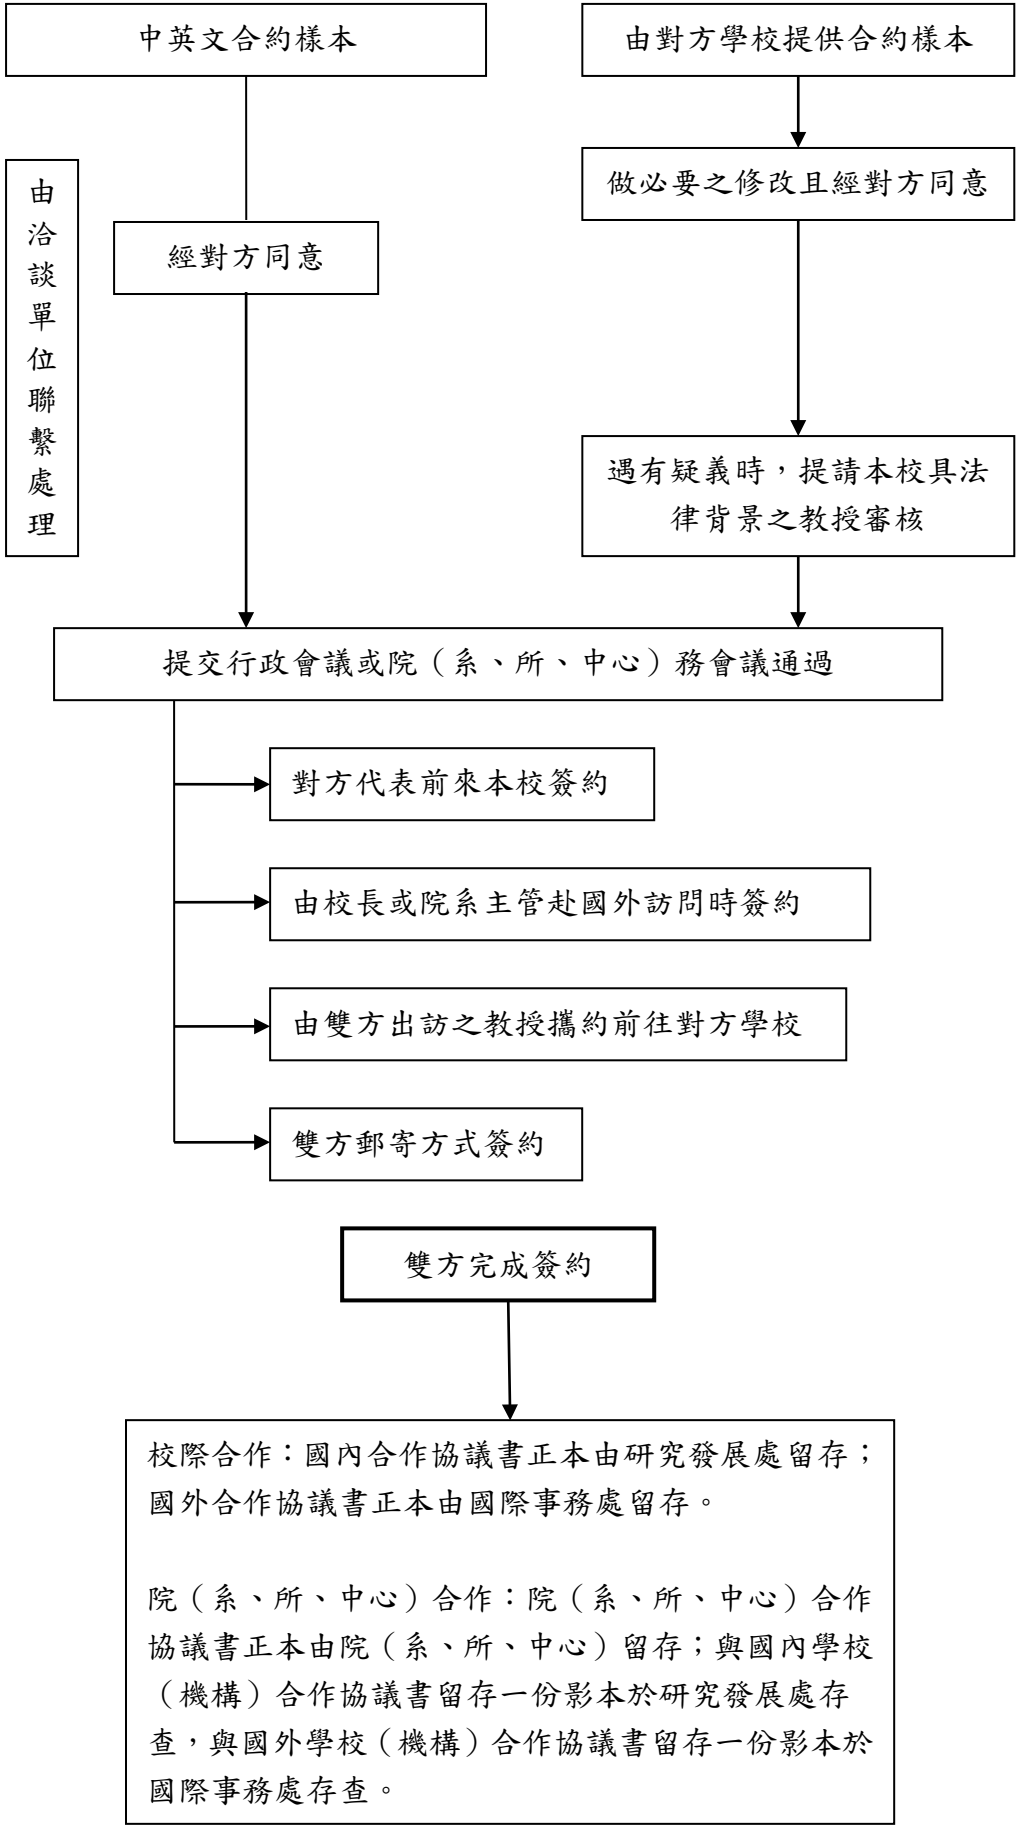 中英文合約樣本
由對方學校提供合約樣本
做必要之修改且經對方同意
由洽談單位聯繫處理
經對方同意
遇有疑義時，提請本校具法
律背景之教授審核
提交行政會議或院（系、所、中心）務會議通過
對方代表前來本校簽約
由校長或院系主管赴國外訪問時簽約
由雙方出訪之教授攜約前往對方學校
雙方郵寄方式簽約
雙方完成簽約
校際合作：國內合作協議書正本由研究發展處留存；
國外合作協議書正本由國際事務處留存。
院（系、所、中心）合作：院（系、所、中心）合作
協議書正本由院（系、所、中心）留存；與國內學校
（機構）合作協議書留存一份影本於研究發展處存
查，與國外學校（機構）合作協議書留存一份影本於
國際事務處存查。